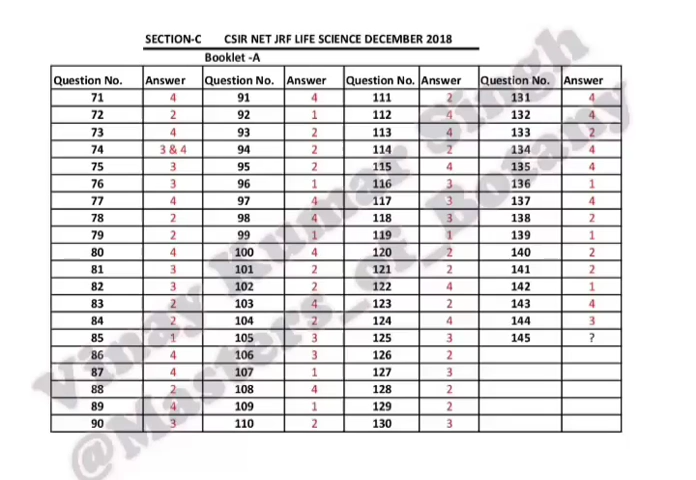 SECTION-C CSIR NET JRF LIFE SCIENCE DECEMBER 2018
Booklet -A
Question No. Answer Question No. Answer Question No. Answer Question No. Answer
71 4 91 4 111 2 131 4
72 2 92 1 112 4 132 4
73 4 93 2 113 4 133 2
74 3 & 4 94 2 114 2 134 4
75 3 95 2 115 4 135 4
76 3 96 1 116 3 136 1
77 4 97 4 117 3 137 4
78 2 98 4 118 3 138 2
79 2 99 1 119 1 139 1
80 4 100 4 120 2 140 2
81 3 101 2 121 2 141 2
82 3 102 2 122 4 142 1
83 2 103 4 123 2 143 4
84 2 104 2 124 4 144 3
85 1 105 3 125 3 145 ?
86 4 106 3 126 2
87 4 107 1 127 3
88 2 108 4 128 2
89 4 109 1 129 2
90 3 110 2 130 3
Vinay Kumar Singh
@Masters_of_Botany